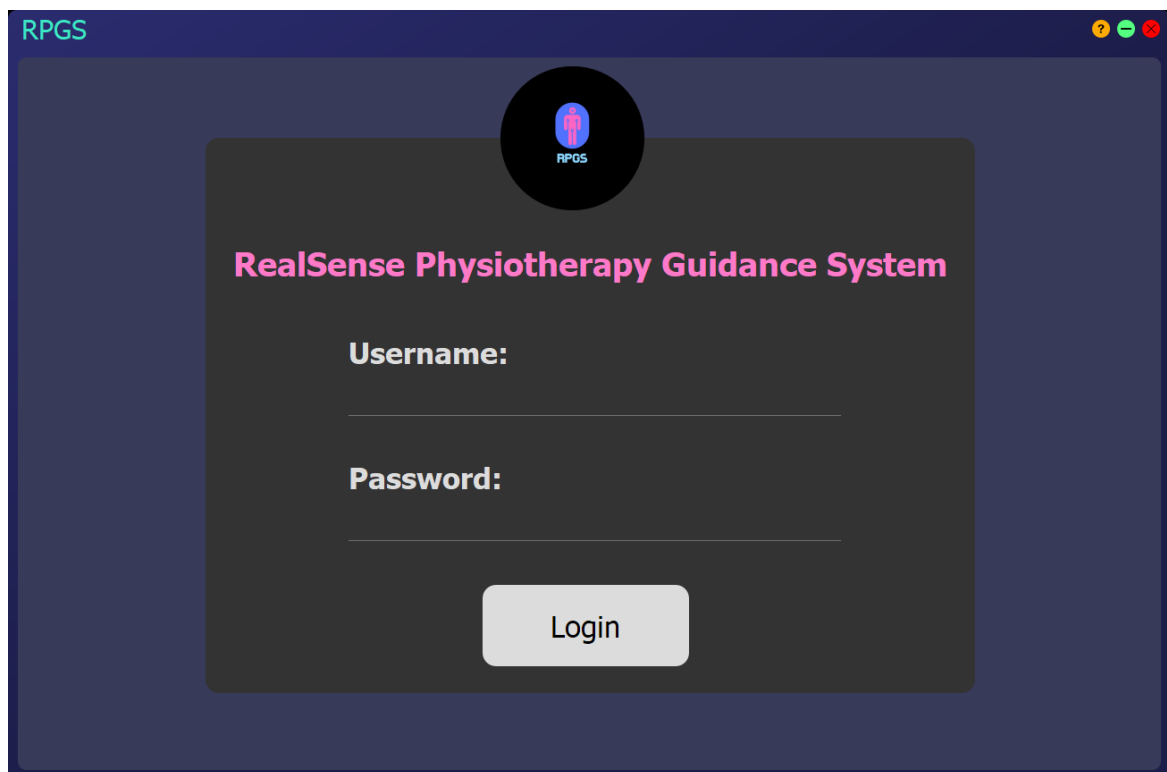 RPGS
?
RPGS
RealSense Physiotherapy Guidance System
Username:
Password:
Login